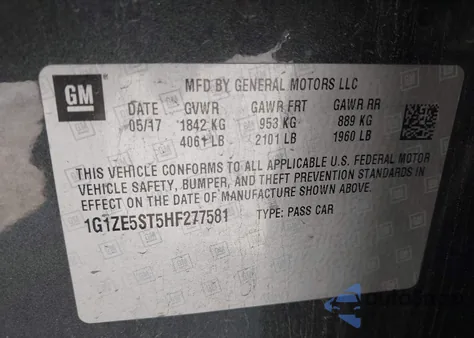 GM
MFD BY GENERAL MOTORS LLC
DATE GVWR GAWR FRT GAWR RR
05/17 1842 KG 953 KG 889 KG
4061 LB 2101 LB 1960 LB
THIS VEHICLE CONFORMS TO ALL APPLICABLE U.S. FEDERAL MOTOR
VEHICLE SAFETY, BUMPER, AND THEFT PREVENTION STANDARDS IN
EFFECT ON THE DATE OF MANUFACTURE SHOWN ABOVE.
1G1ZE5ST5HF277581 TYPE: PASS CAR